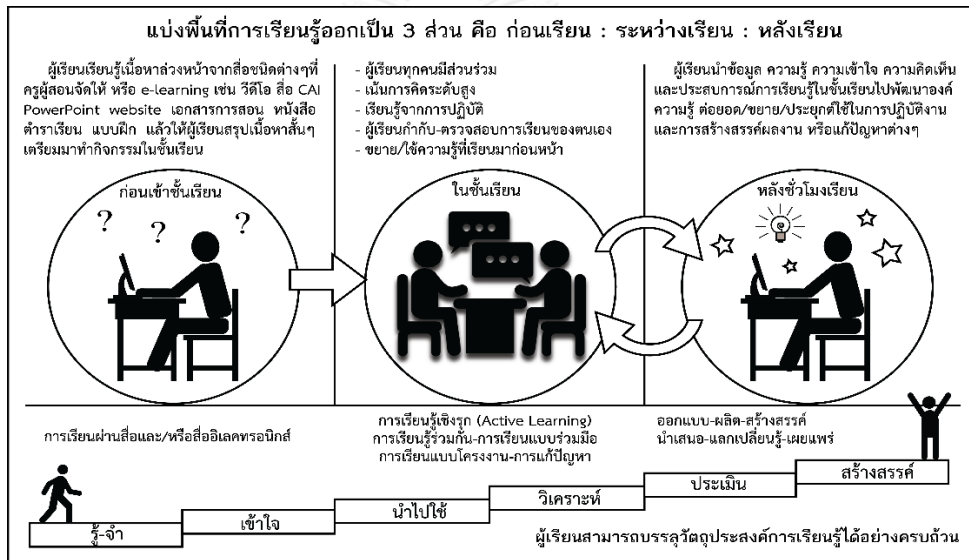 แบ่งพื้นที่การเรียนรู้ออกเป็น 3 ส่วน คือ ก่อนเรียน : ระหว่างเรียน : หลังเรียน
ผู้เรียนเรียนรู้เนื้อหาล่วงหน้าจากสื่อชนิดต่างๆที่
ครูผู้สอนจัดให้ หรือ e-learning เช่น วีดีโอ สื่อ CAI
PowerPoint website เอกสารการสอน หนังสือ
ตำราเรียน แบบฝึก แล้วให้ผู้เรียนสรุปเนื้อหาสั้นๆ
เตรียมมาทำกิจกรรมในชั้นเรียน
- ผู้เรียนทุกคนมีส่วนร่วม
- เน้นการคิดระดับสูง
- เรียนรู้จากการปฏิบัติ
- ผู้เรียนกำกับ-ตรวจสอบการเรียนของตนเอง
- ขยาย/ใช้ความรู้ที่เรียนมาก่อนหน้า
ผู้เรียนนำข้อมูล ความรู้ ความเข้าใจ ความคิดเห็น
และประสบการณ์การเรียนรู้ในชั้นเรียนไปพัฒนาองค์
ความรู้ ต่อยอด/ขยาย/ประยุกต์ใช้ในการปฏิบัติงาน
และการสร้างสรรค์ผลงาน หรือแก้ปัญหาต่างๆ
ก่อนเข้าชั้นเรียน
? ? ?
ในชั้นเรียน
หลังชั่วโมงเรียน
การเรียนผ่านสื่อและ/หรือสื่ออิเลคทรอนิกส์
การเรียนรู้เชิงรุก (Active Learning)
การเรียนรู้ร่วมกัน-การเรียนแบบร่วมมือ
การเรียนแบบโครงงาน-การแก้ปัญหา
ออกแบบ-ผลิต-สร้างสรรค์
นำเสนอ-แลกเปลี่ยนรู้-เผยแพร่
รู้-จำ
เข้าใจ
นำไปใช้
วิเคราะห์
ประเมิน
สร้างสรรค์
ผู้เรียนสามารถบรรลุวัตถุประสงค์การเรียนรู้ได้อย่างครบถ้วน